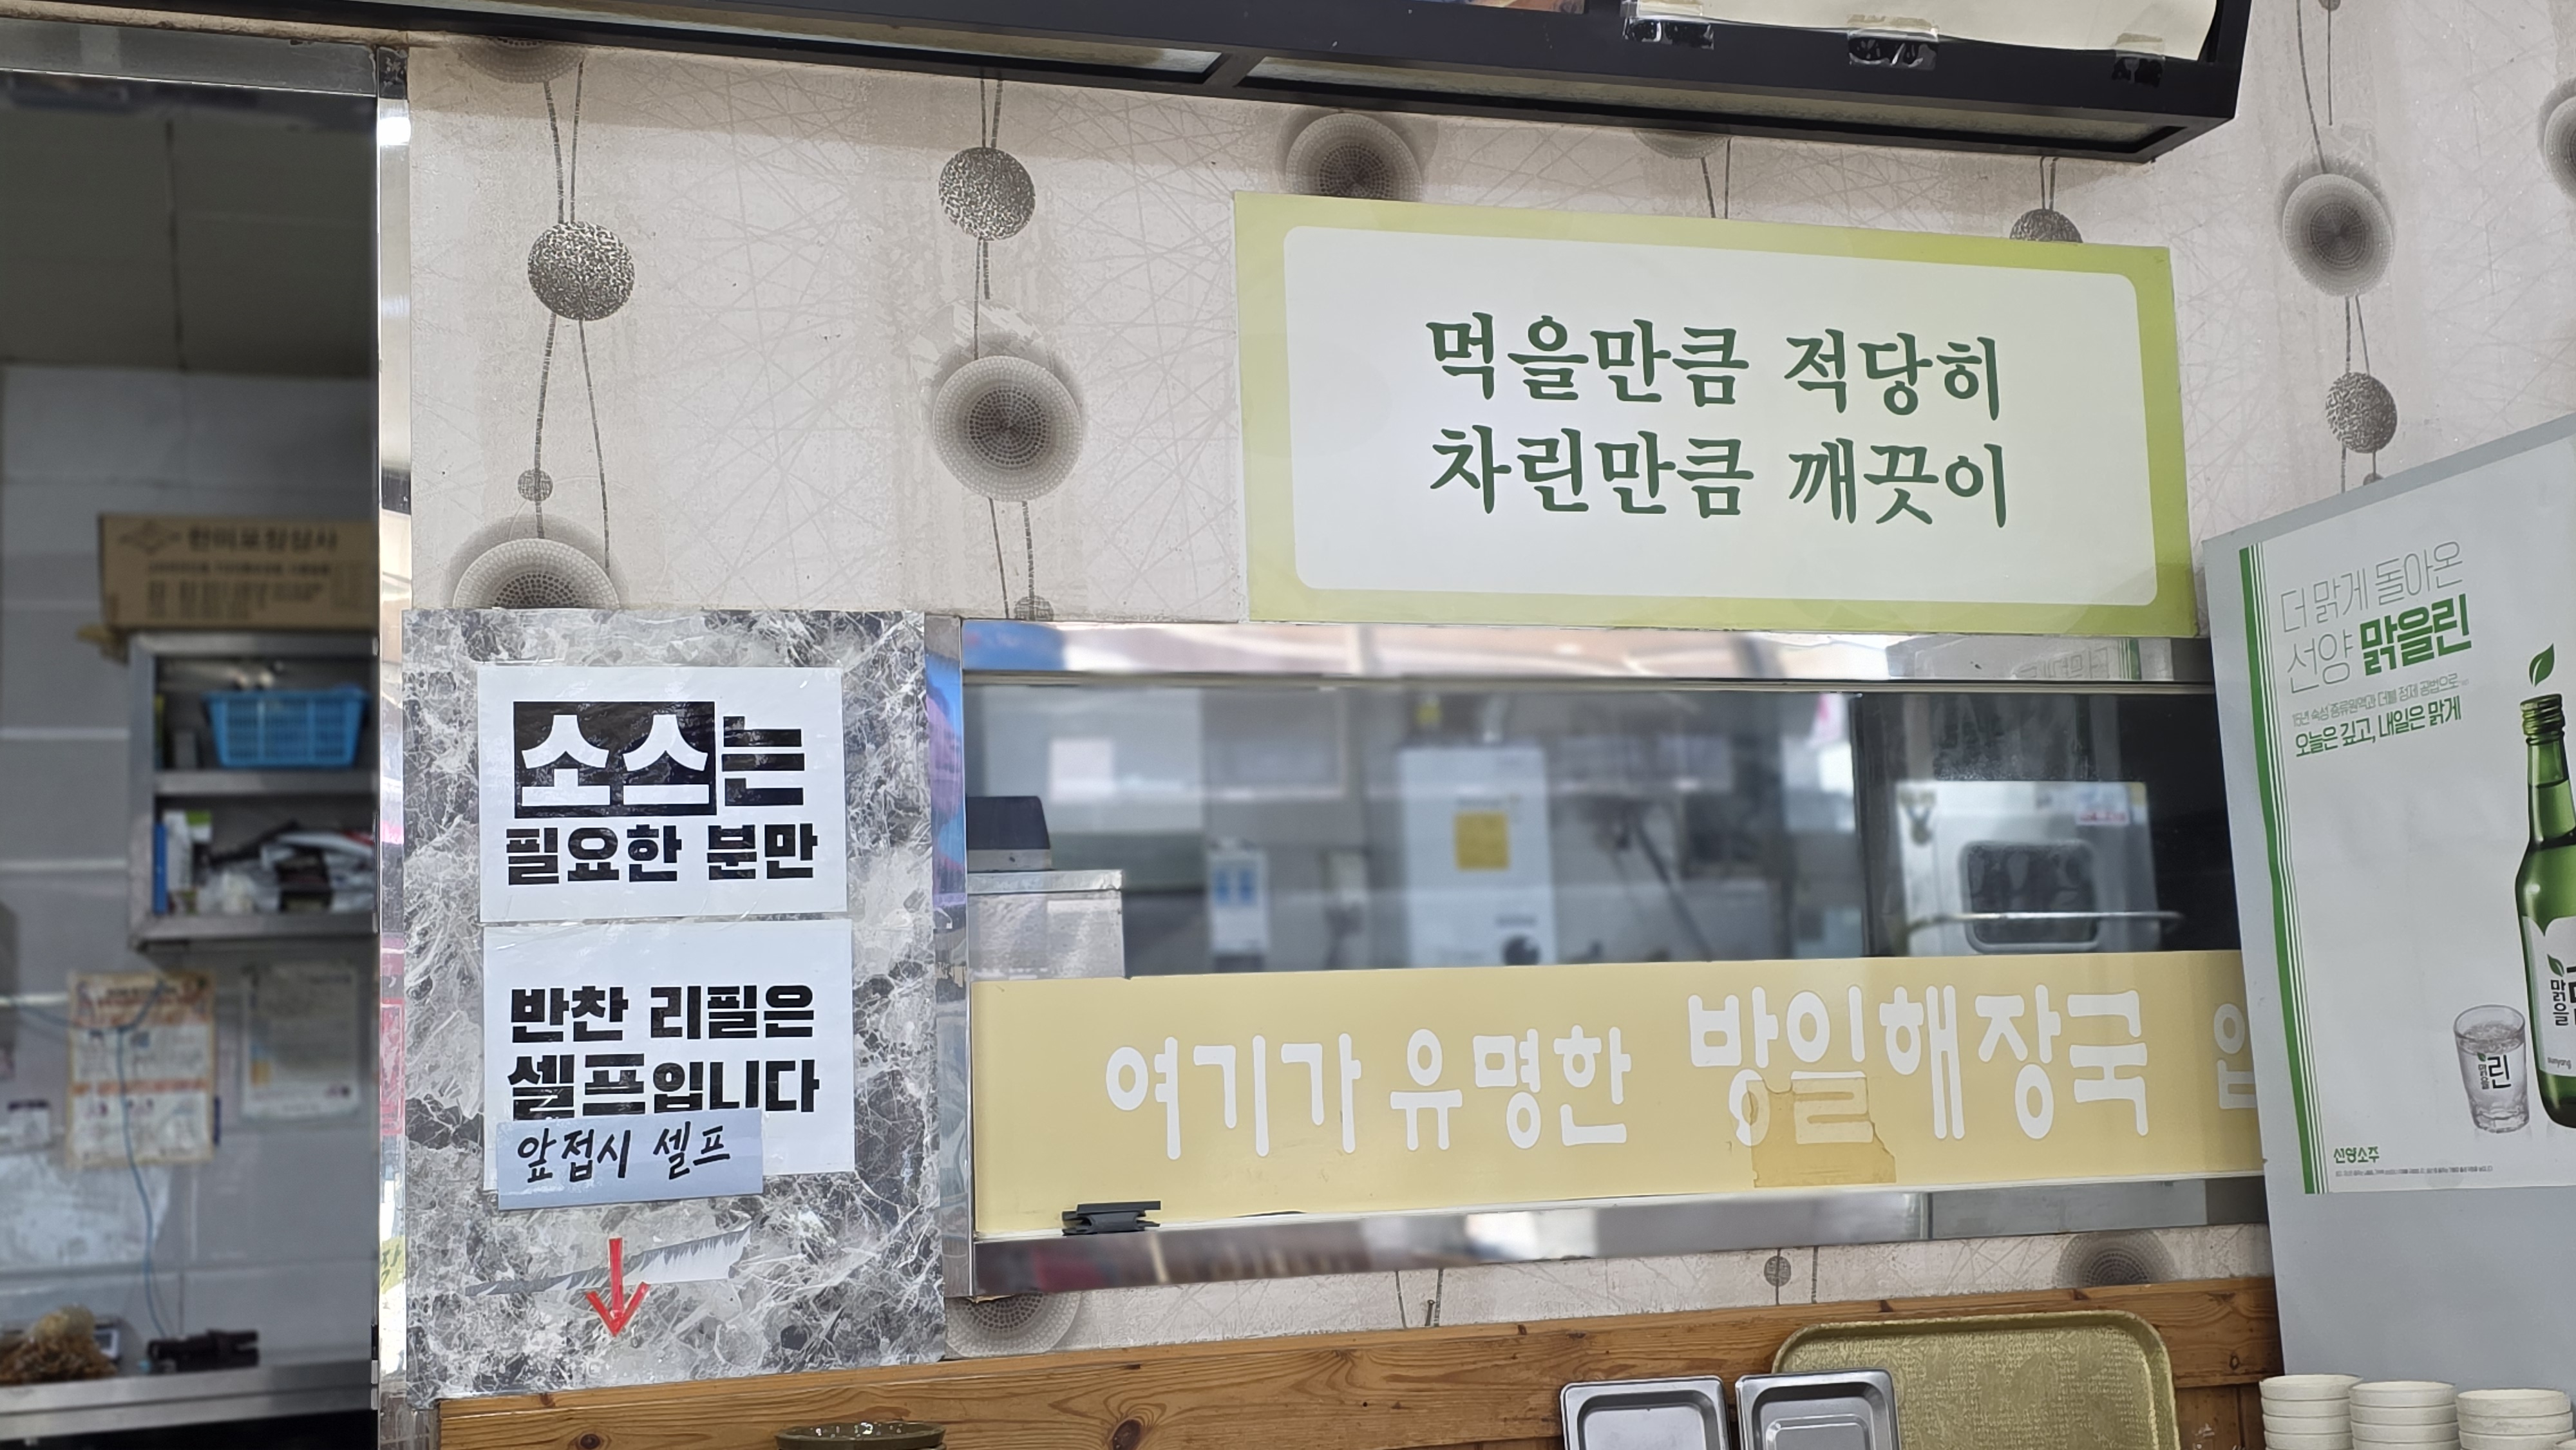 먹을만큼 적당히
차린만큼 깨끗이
소스는
필요한 분만
반찬 리필은
셀프입니다
앞접시 셀프
여기가 유명한 방일해장국
더 맑게 돌아온
선양 맑을린
오늘은 깊고, 내일은 맑게
린
선양소주